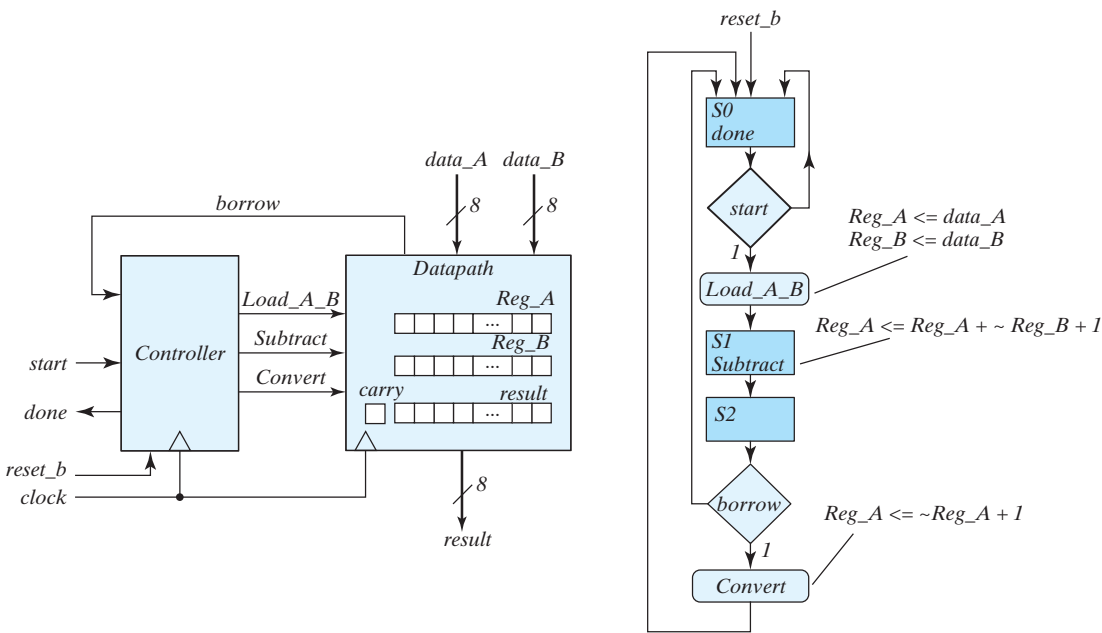 data_A data_B
8 8
borrow
Datapath
Load_A_B
Reg_A
...
Subtract
Reg_B
...
start
Controller
Convert
carry
result
...
done
reset_b
clock
8
result
reset_b
S0
done
start
1
Reg_A <= data_A
Reg_B <= data_B
Load_A_B
S1
Subtract
Reg_A <= Reg_A + ~ Reg_B + 1
S2
borrow
1
Reg_A <= ~Reg_A + 1
Convert